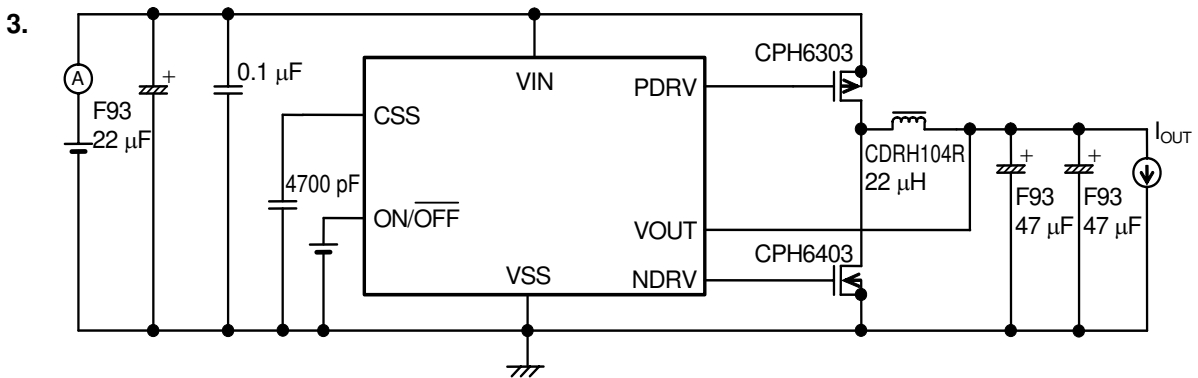 3.
A
F93
22 μF
0.1 μF
4700 pF
VIN
CSS
ON/OFF
VSS
PDRV
VOUT
NDRV
CPH6303
CDRH104R
22 μH
CPH6403
+
+
+
F93
47 μF
F93
47 μF
IOUT